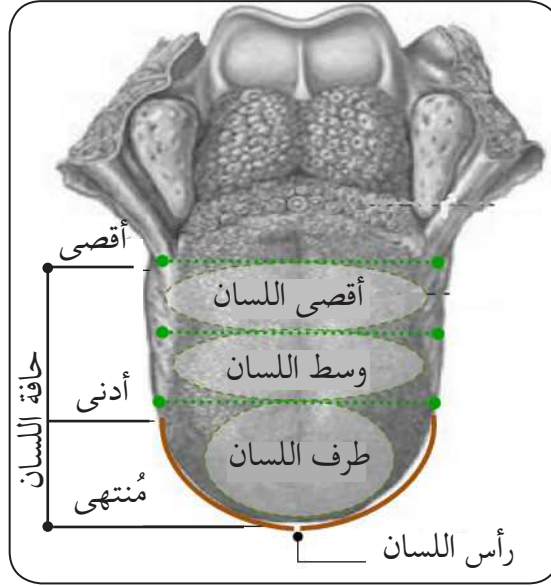 أقصى
أقصى اللسان
وسط اللسان
أدنى
حافة اللسان
طرف اللسان
مُنتهى
رأس اللسان